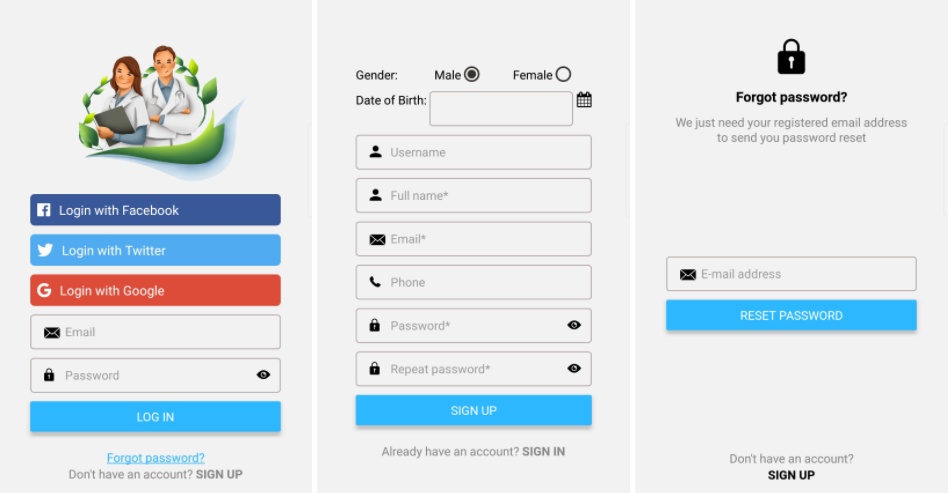 Login with Facebook
Login with Twitter
G Login with Google
Email
Password
LOG IN
Forgot password?
Don't have an account? SIGN UP
Gender: Male Female
Date of Birth:
Username
Full name*
Email*
Phone
Password*
Repeat password*
SIGN UP
Already have an account? SIGN IN
Forgot password?
We just need your registered email address
to send you password reset
E-mail address
RESET PASSWORD
Don't have an account?
SIGN UP